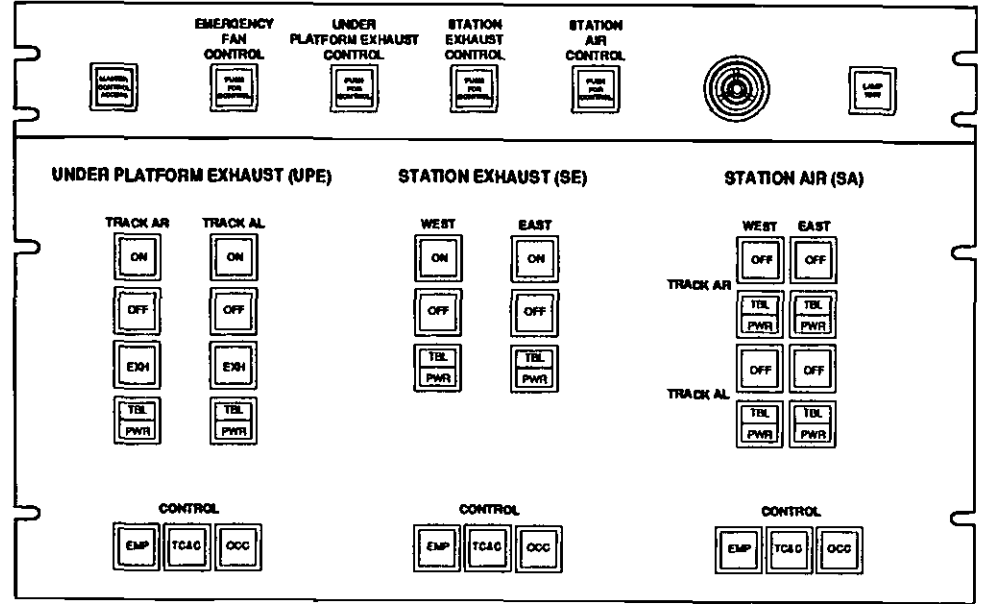 EMERGENCY
FAN
CONTROL
UNDER
PLATFORM EXHAUST
CONTROL
STATION
EXHAUST
CONTROL
STATION
AIR
CONTROL
MASTER
CONTROL
ACCESS
PUSH
FOR
CONTROL
PUSH
FOR
CONTROL
PUSH
FOR
CONTROL
PUSH
FOR
CONTROL
LAMP
TEST
UNDER PLATFORM EXHAUST (UPE)
TRACK AR TRACK AL
ON ON
OFF OFF
EXH EXH
TBL TBL
PWR PWR
CONTROL
EMP TC&C OCC
STATION EXHAUST (SE)
WEST EAST
ON ON
OFF OFF
TBL TBL
PWR PWR
CONTROL
EMP TC&C OCC
STATION AIR (SA)
WEST EAST
OFF OFF
TRACK AR
TBL TBL
PWR PWR
OFF OFF
TRACK AL
TBL TBL
PWR PWR
CONTROL
EMP TC&C OCC